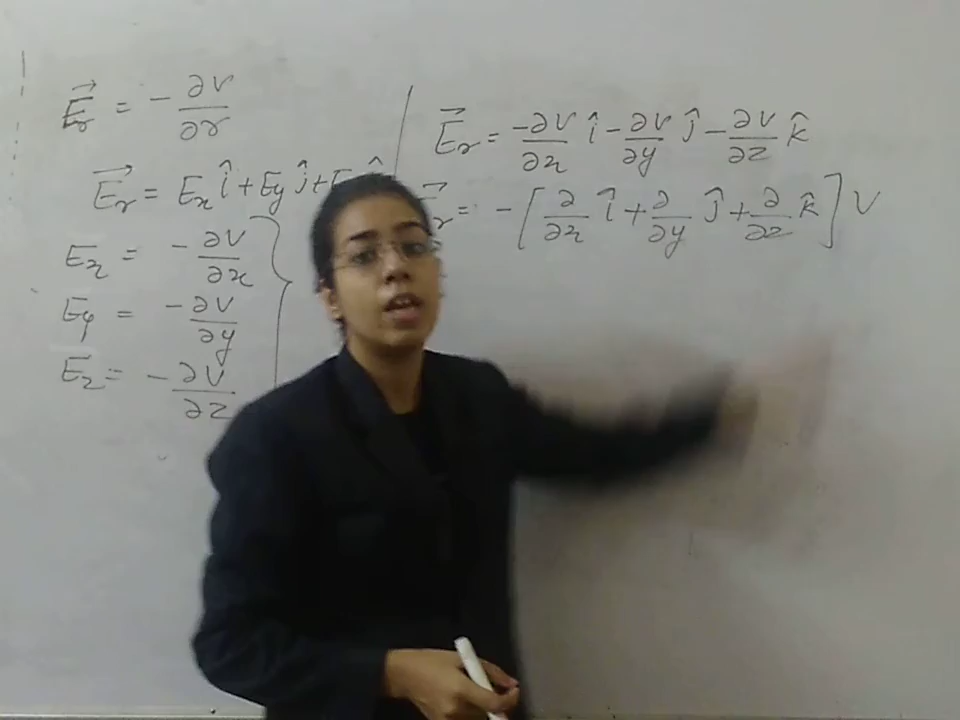 E⃗r = - ∂V/∂r
E⃗r = Ex î + Ey ĵ +
Ex = - ∂V/∂x
Ey = - ∂V/∂y
Ez = - ∂V/∂z
E⃗r = -∂V/∂x î - ∂V/∂y ĵ - ∂V/∂z k̂
r = - [ ∂/∂x î + ∂/∂y ĵ + ∂/∂z k̂ ] V